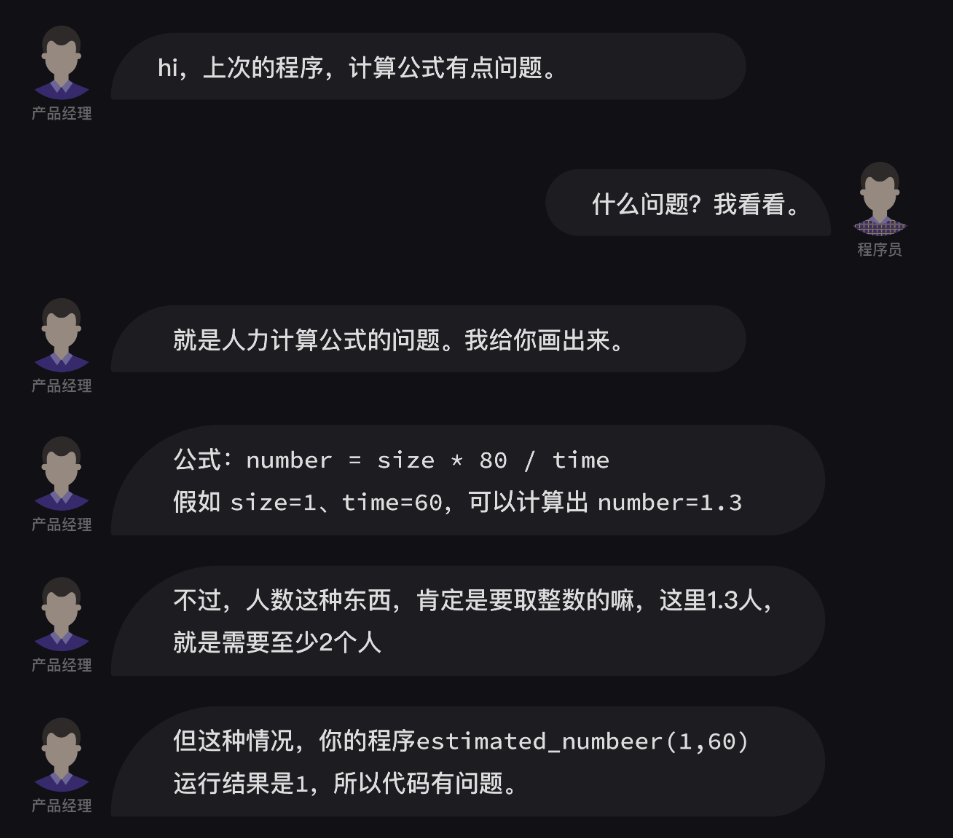 hi，上次的程序，计算公式有点问题。
产品经理
什么问题？我看看。
程序员
就是人力计算公式的问题。我给你画出来。
产品经理
公式：number = size * 80 / time
假如 size=1、time=60，可以计算出 number=1.3
产品经理
不过，人数这种东西，肯定是要取整数的嘛，这里1.3人，
就是需要至少2个人
产品经理
但这种情况，你的程序estimated_numbeer(1,60)
运行结果是1，所以代码有问题。
产品经理